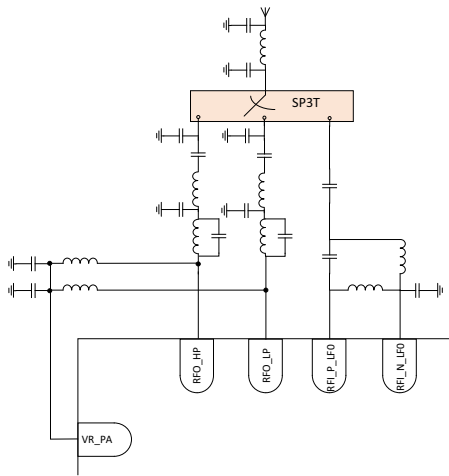 SP3T
RFO_HP
RFO_LP
RFI_P_LF0
RFI_N_LF0
VR_PA